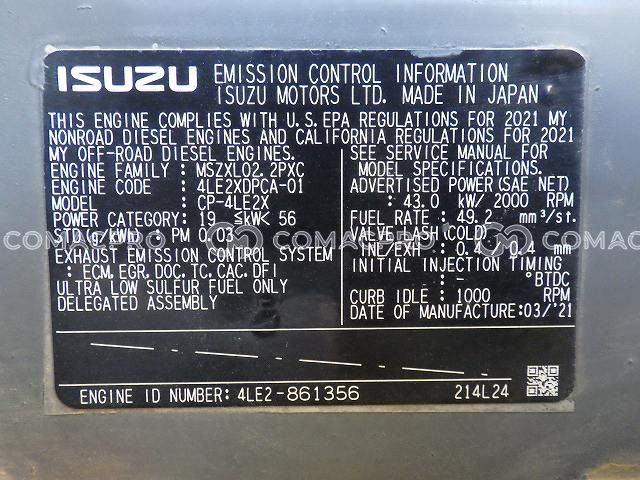 ISUZU EMISSION CONTROL INFORMATION
ISUZU MOTORS LTD. MADE IN JAPAN
THIS ENGINE COMPLIES WITH U.S.EPA REGULATIONS FOR 2021 MY
NONROAD DIESEL ENGINES AND CALIFORNIA REGULATIONS FOR 2021
MY OFF-ROAD DIESEL ENGINES.
ENGINE FAMILY : MSZXL02.2PXC
ENGINE CODE : 4LE2XDPCA-01
MODEL : CP-4LE2X
POWER CATEGORY: 19 ≤kW< 56
STD(g/kWh) : PM 0.03
EXHAUST EMISSION CONTROL SYSTEM
: ECM, EGR, DOC, TC, CAC, DFI
ULTRA LOW SULFUR FUEL ONLY
DELEGATED ASSEMBLY
SEE SERVICE MANUAL FOR
MODEL SPECIFICATIONS.
ADVERTISED POWER(SAE NET)
: 43.0 kW/ 2000 RPM
FUEL RATE : 49.2 mm³/st.
VALVE LASH (COLD)
INE/EXH : 0.4 / 0.4 mm
INITIAL INJECTION TIMING
: - °BTDC
CURB IDLE : 1000 RPM
DATE OF MANUFACTURE:03/'21
ENGINE ID NUMBER: 4LE2-861356 214L24
COMACPRO COMACPRO COMACPRO